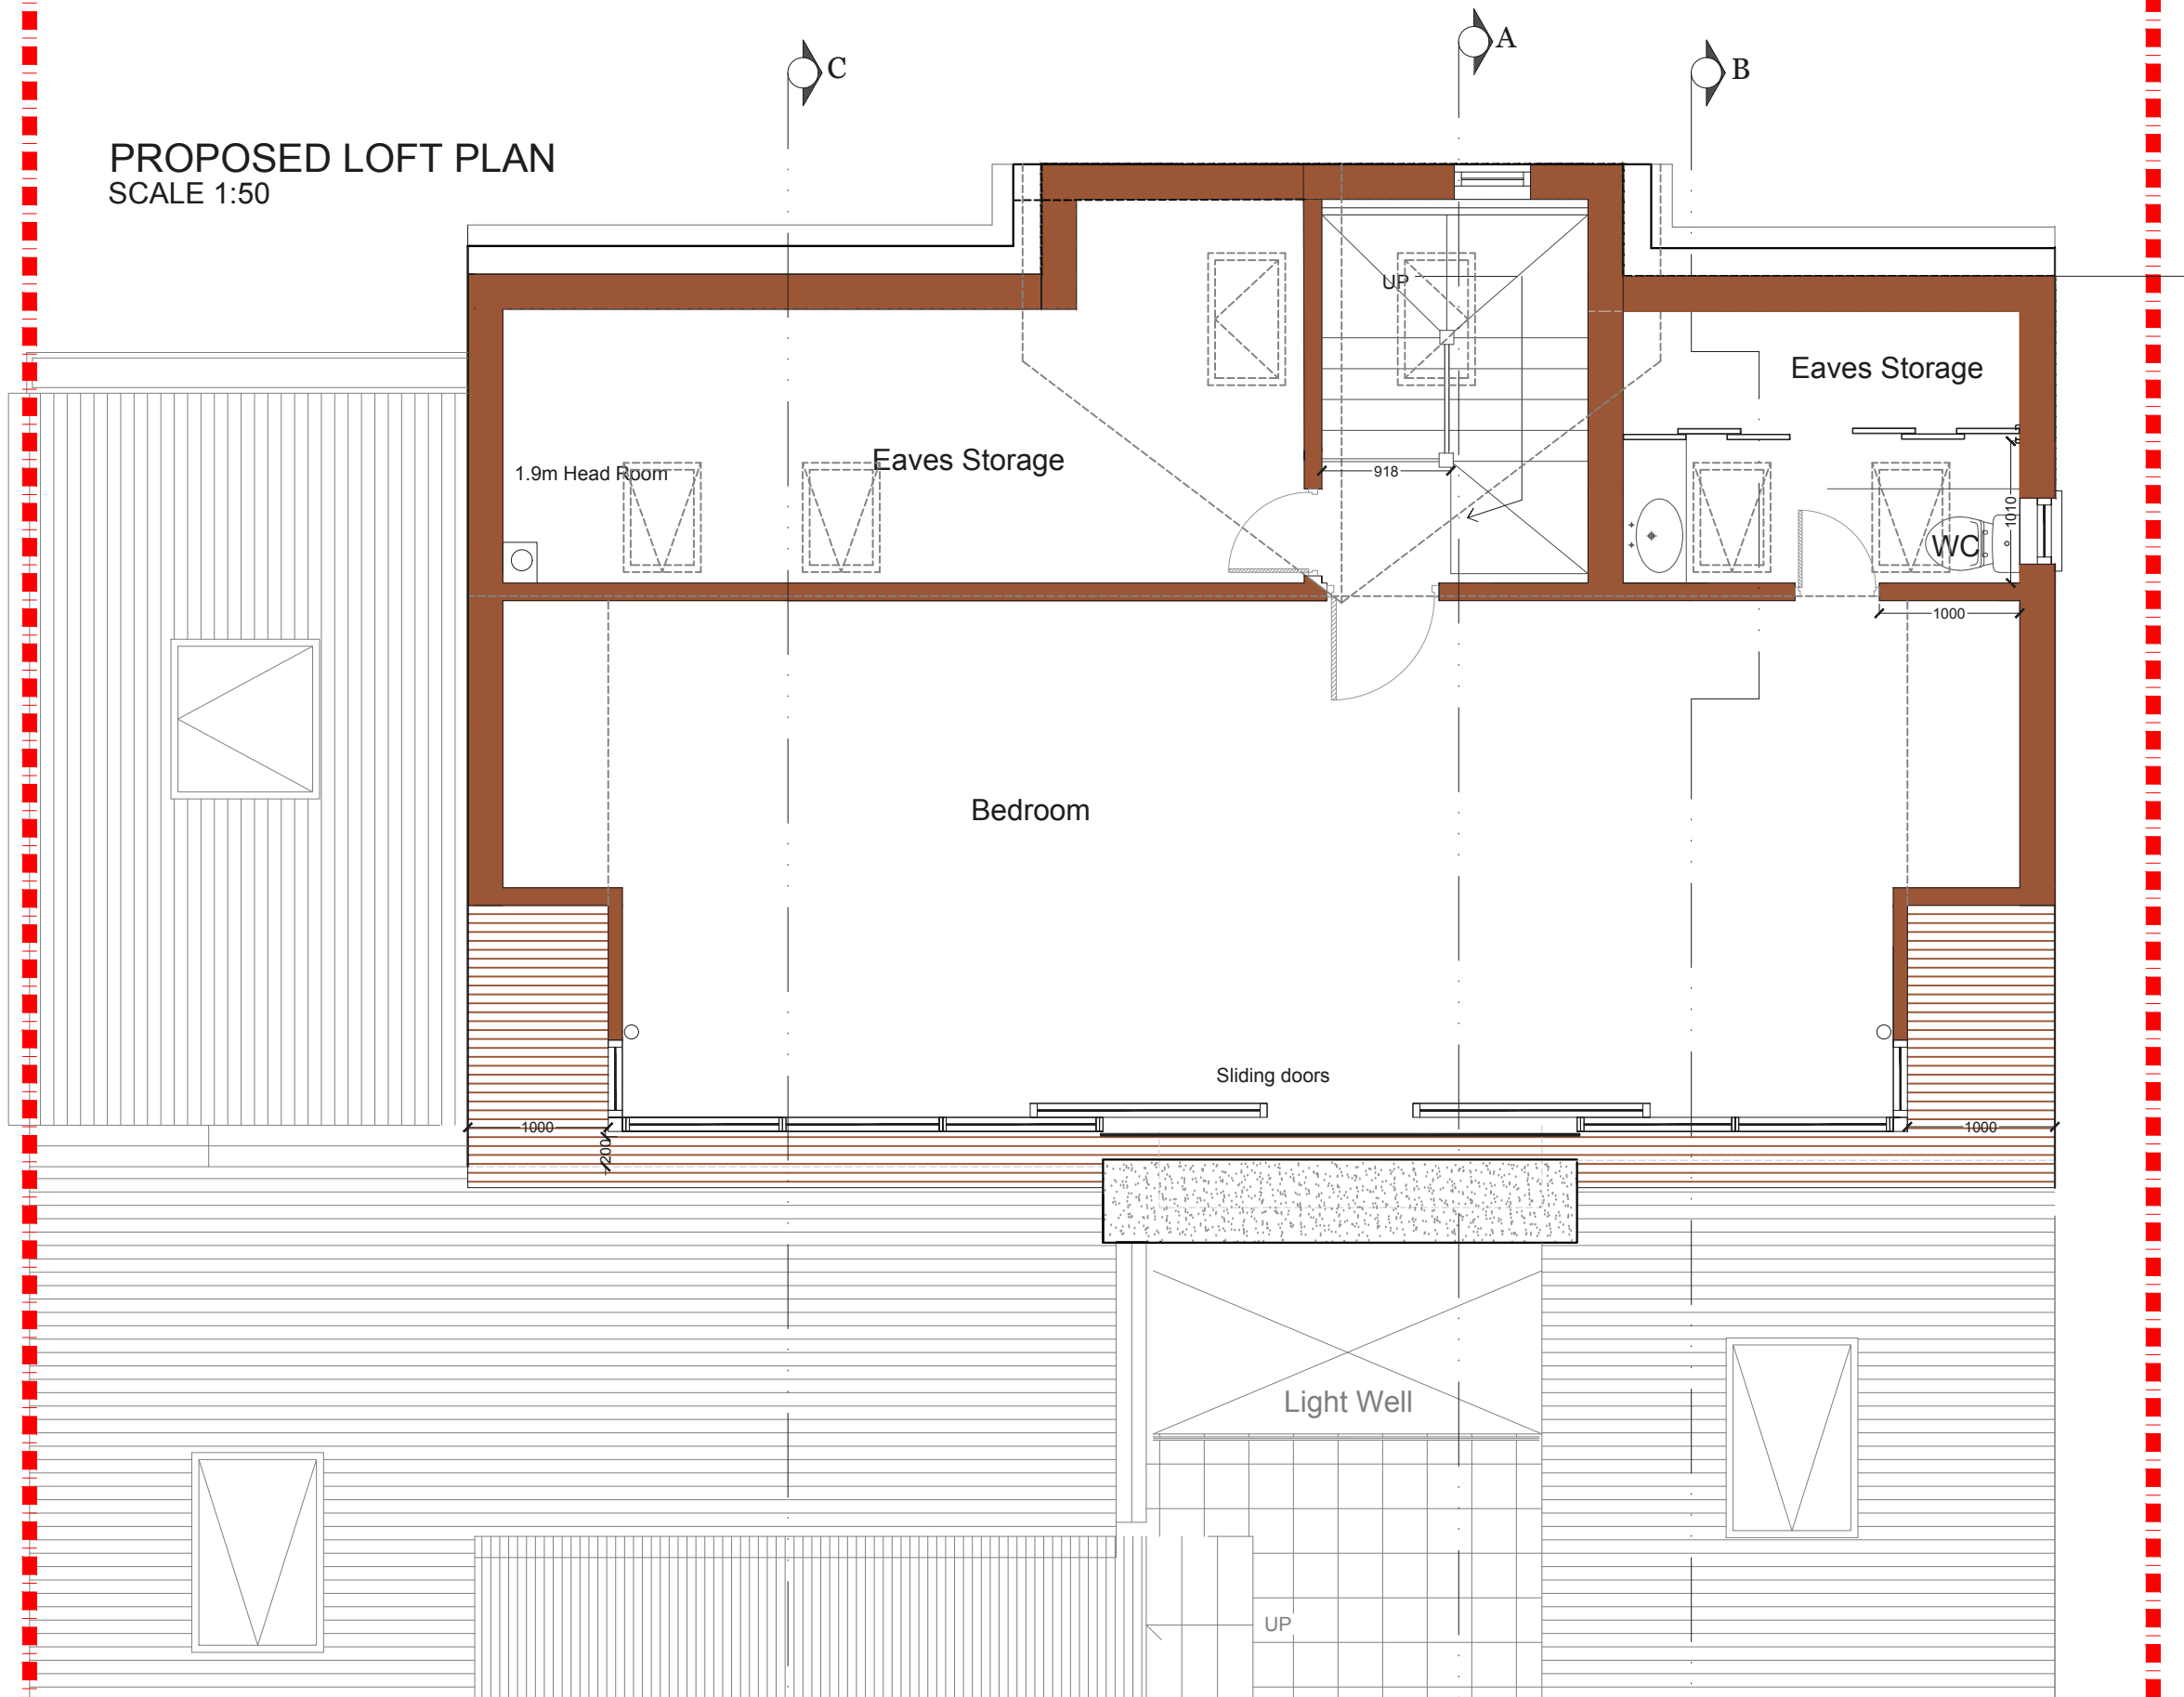 A
C
B
PROPOSED LOFT PLAN
SCALE 1:50
UP
Eaves Storage
Eaves Storage
1.9m Head Room
918
1010
WC
1000
Bedroom
Sliding doors
1000
200
1000
Light Well
UP